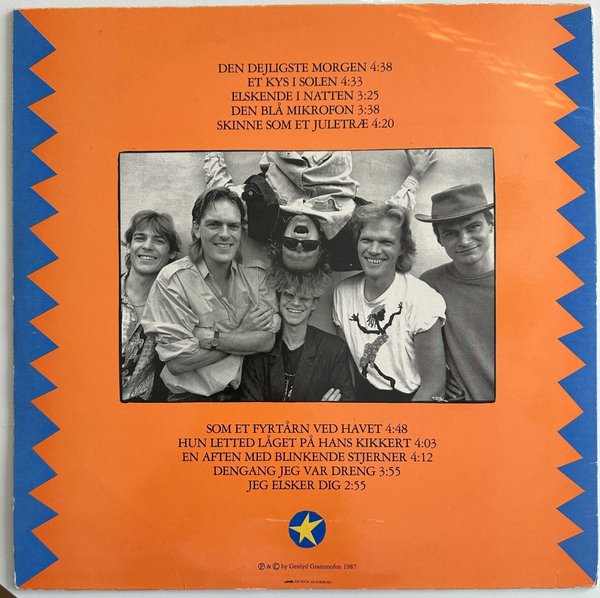 DEN DEJLIGSTE MORGEN 4:38
ET KYS I SOLEN 4:33
ELSKENDE I NATTEN 3:25
DEN BLÅ MIKROFON 3:38
SKINNE SOM ET JULETRÆ 4:20
SOM ET FYRTÅRN VED HAVET 4:48
HUN LETTED LÅGET PÅ HANS KIKKERT 4:03
EN AFTEN MED BLINKENDE STJERNER 4:12
DENGANG JEG VAR DRENG 3:55
JEG ELSKER DIG 2:55
℗ & © by Genlyd Grammofon 1987